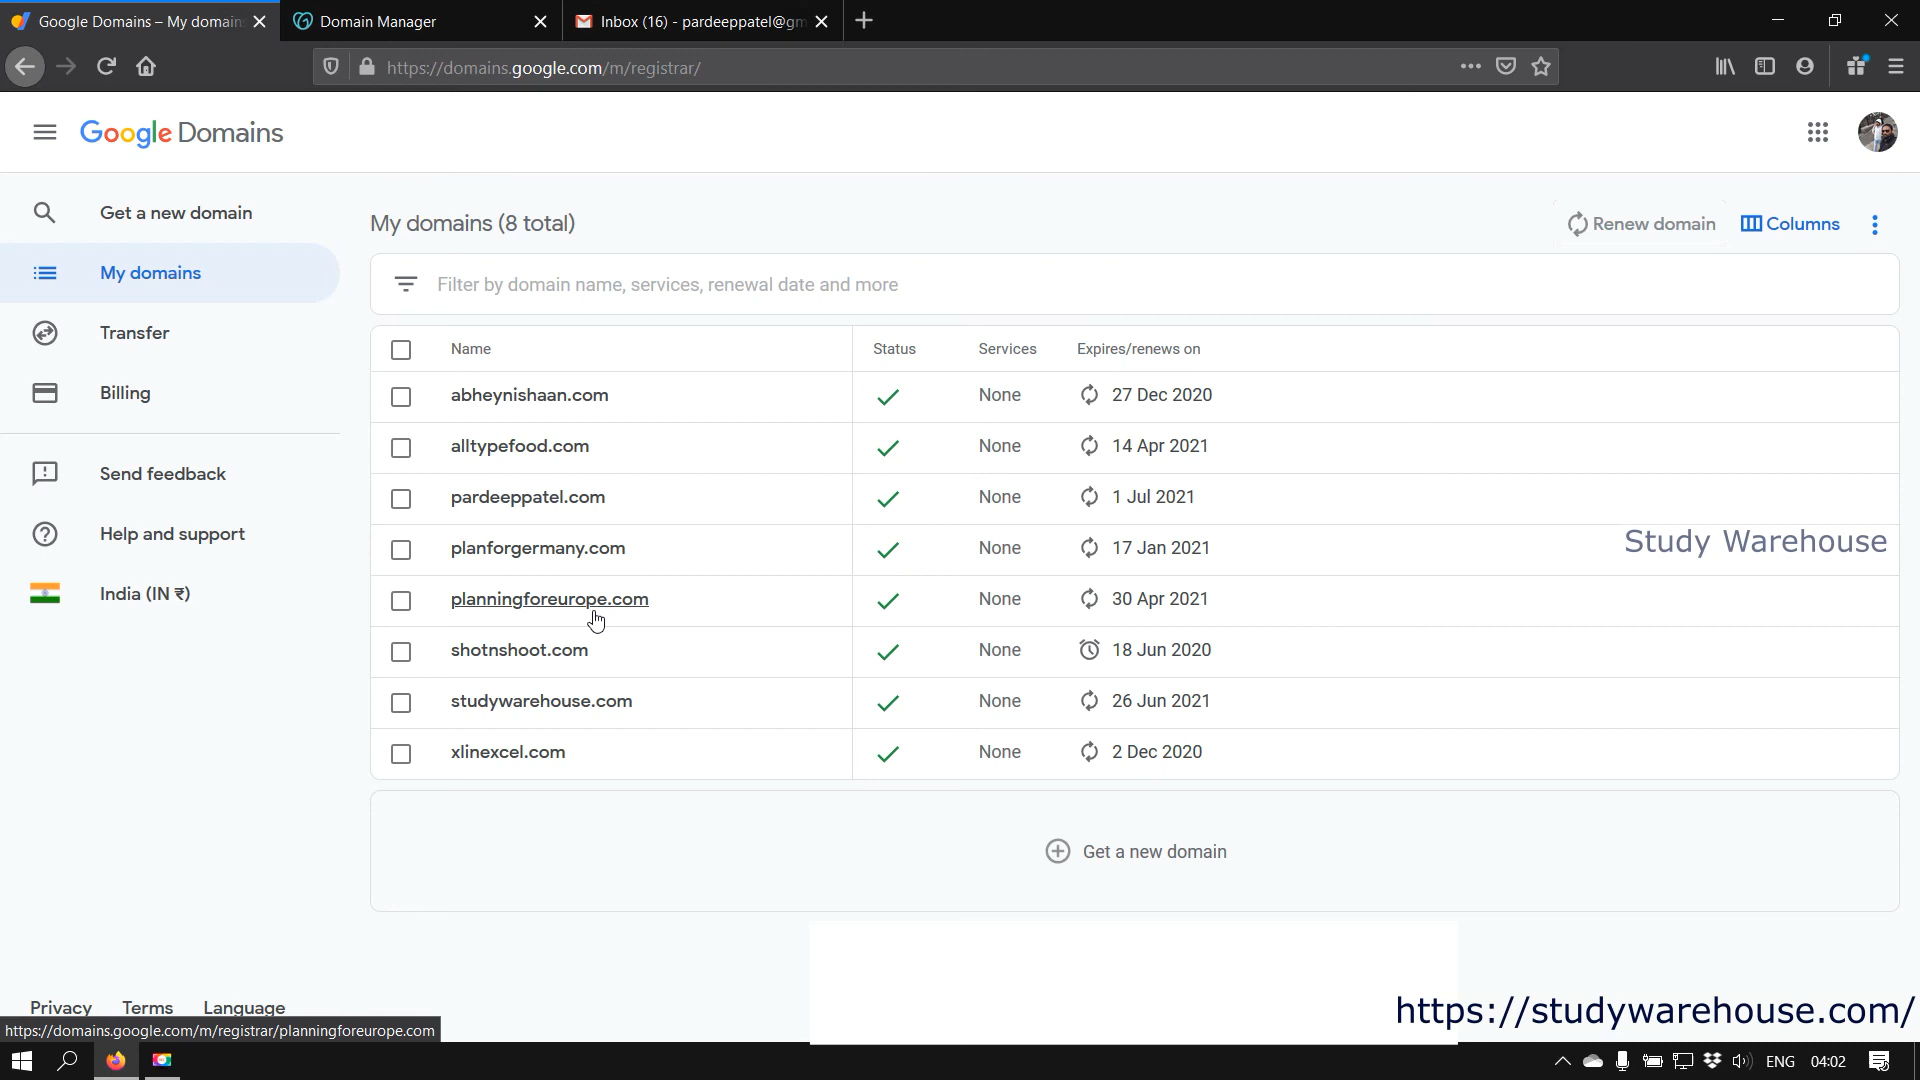 Google Domains – My domain
Domain Manager
Inbox (16) - pardeeppatel@gm
https://domains.google.com/m/registrar/
Google Domains
Get a new domain
My domains
Transfer
Billing
Send feedback
Help and support
India (IN ₹)
My domains (8 total)
Renew domain
Columns
Filter by domain name, services, renewal date and more
Name Status Services Expires/renews on
abheynishaan.com None 27 Dec 2020
alltypefood.com None 14 Apr 2021
pardeeppatel.com None 1 Jul 2021
planforgermany.com None 17 Jan 2021
Study Warehouse
planningforeurope.com None 30 Apr 2021
shotnshoot.com None 18 Jun 2020
studywarehouse.com None 26 Jun 2021
xlinexcel.com None 2 Dec 2020
Get a new domain
Privacy Terms Language
https://studywarehouse.com/
https://domains.google.com/m/registrar/planningforeurope.com
ENG 04:02